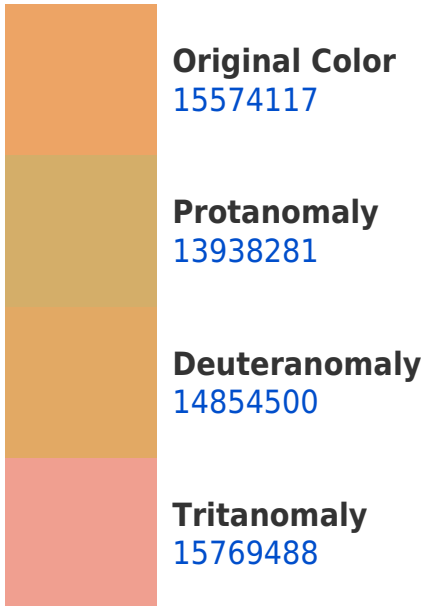 Original Color
15574117
Protanomaly
13938281
Deuteranomaly
14854500
Tritanomaly
15769488